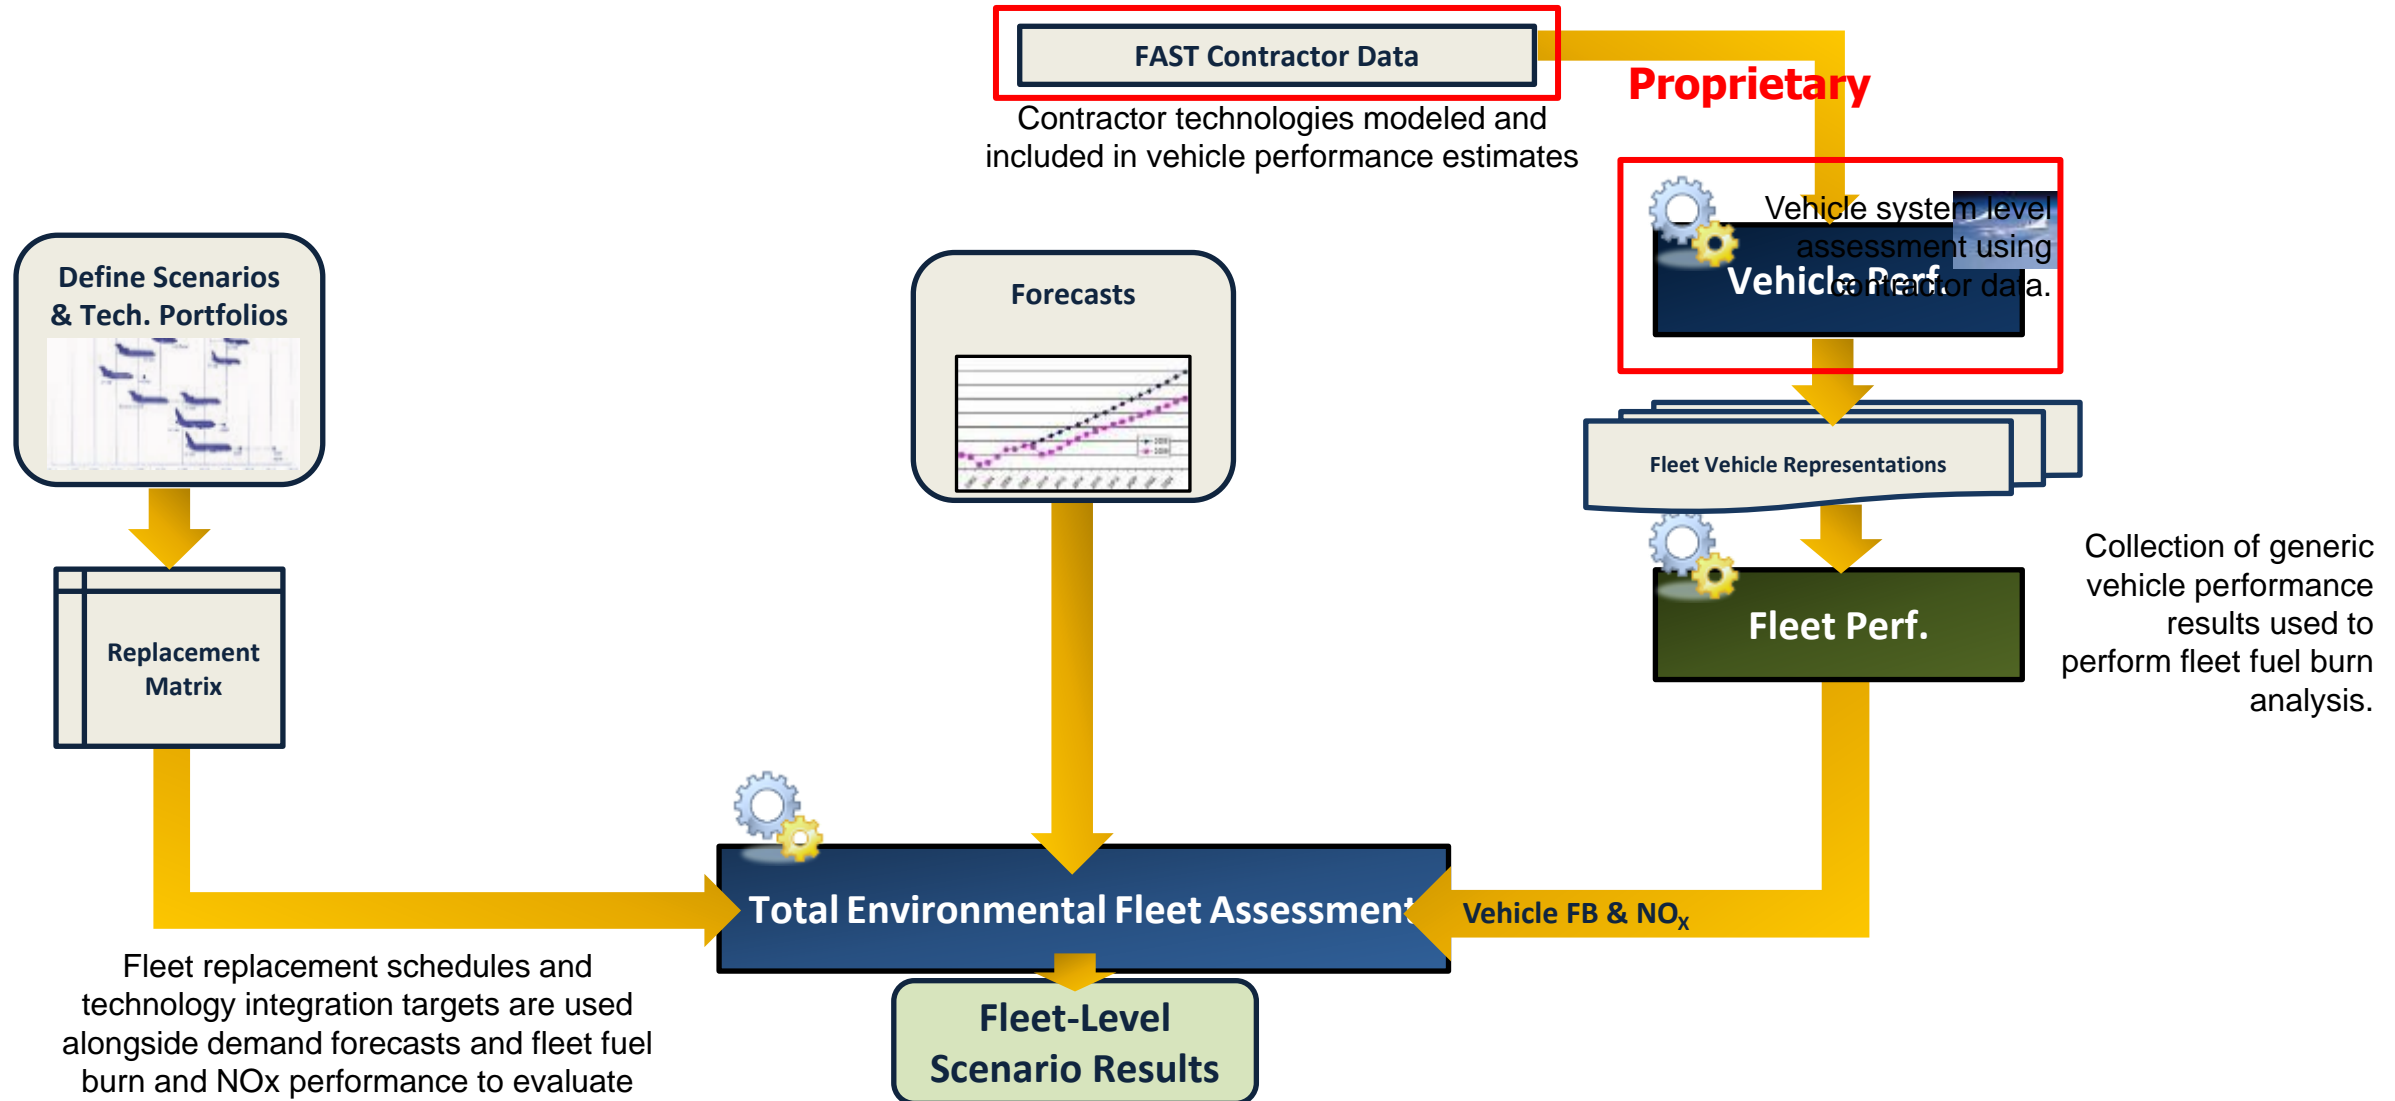 FAST Contractor Data
Proprietary
Contractor technologies modeled and
included in vehicle performance estimates
Vehicle system level
assessment using
contractor data.
Vehicle Perf.
Define Scenarios
& Tech. Portfolios
Forecasts
Fleet Vehicle Representations
Replacement
Matrix
Fleet Perf.
Collection of generic
vehicle performance
results used to
perform fleet fuel burn
analysis.
Total Environmental Fleet Assessment
Vehicle FB & NOX
Fleet replacement schedules and
technology integration targets are used
alongside demand forecasts and fleet fuel
burn and NOx performance to evaluate
Fleet-Level
Scenario Results